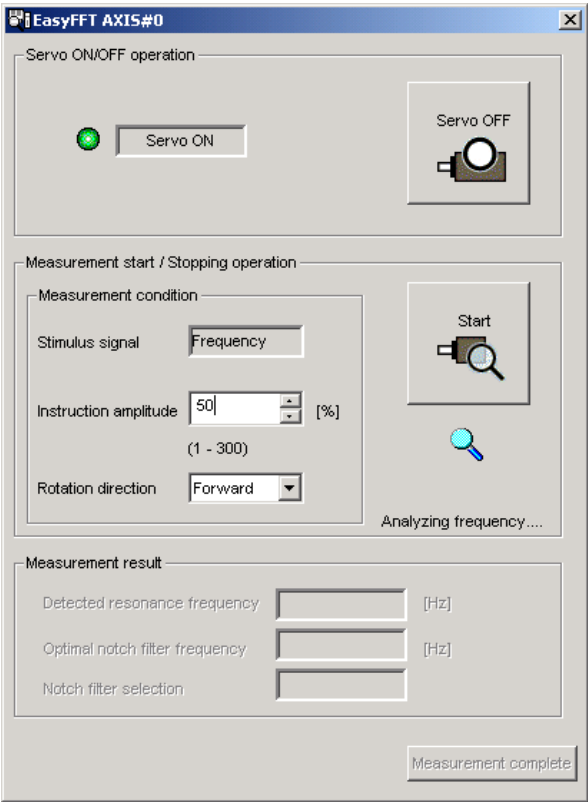 EasyFFT AXIS#0
Servo ON/OFF operation
Servo ON
Servo OFF
Measurement start / Stopping operation
Measurement condition
Stimulus signal
Frequency
Instruction amplitude
50
[%]
(1 - 300)
Rotation direction
Forward
Start
Analyzing frequency....
Measurement result
Detected resonance frequency
[Hz]
Optimal notch filter frequency
[Hz]
Notch filter selection
Measurement complete